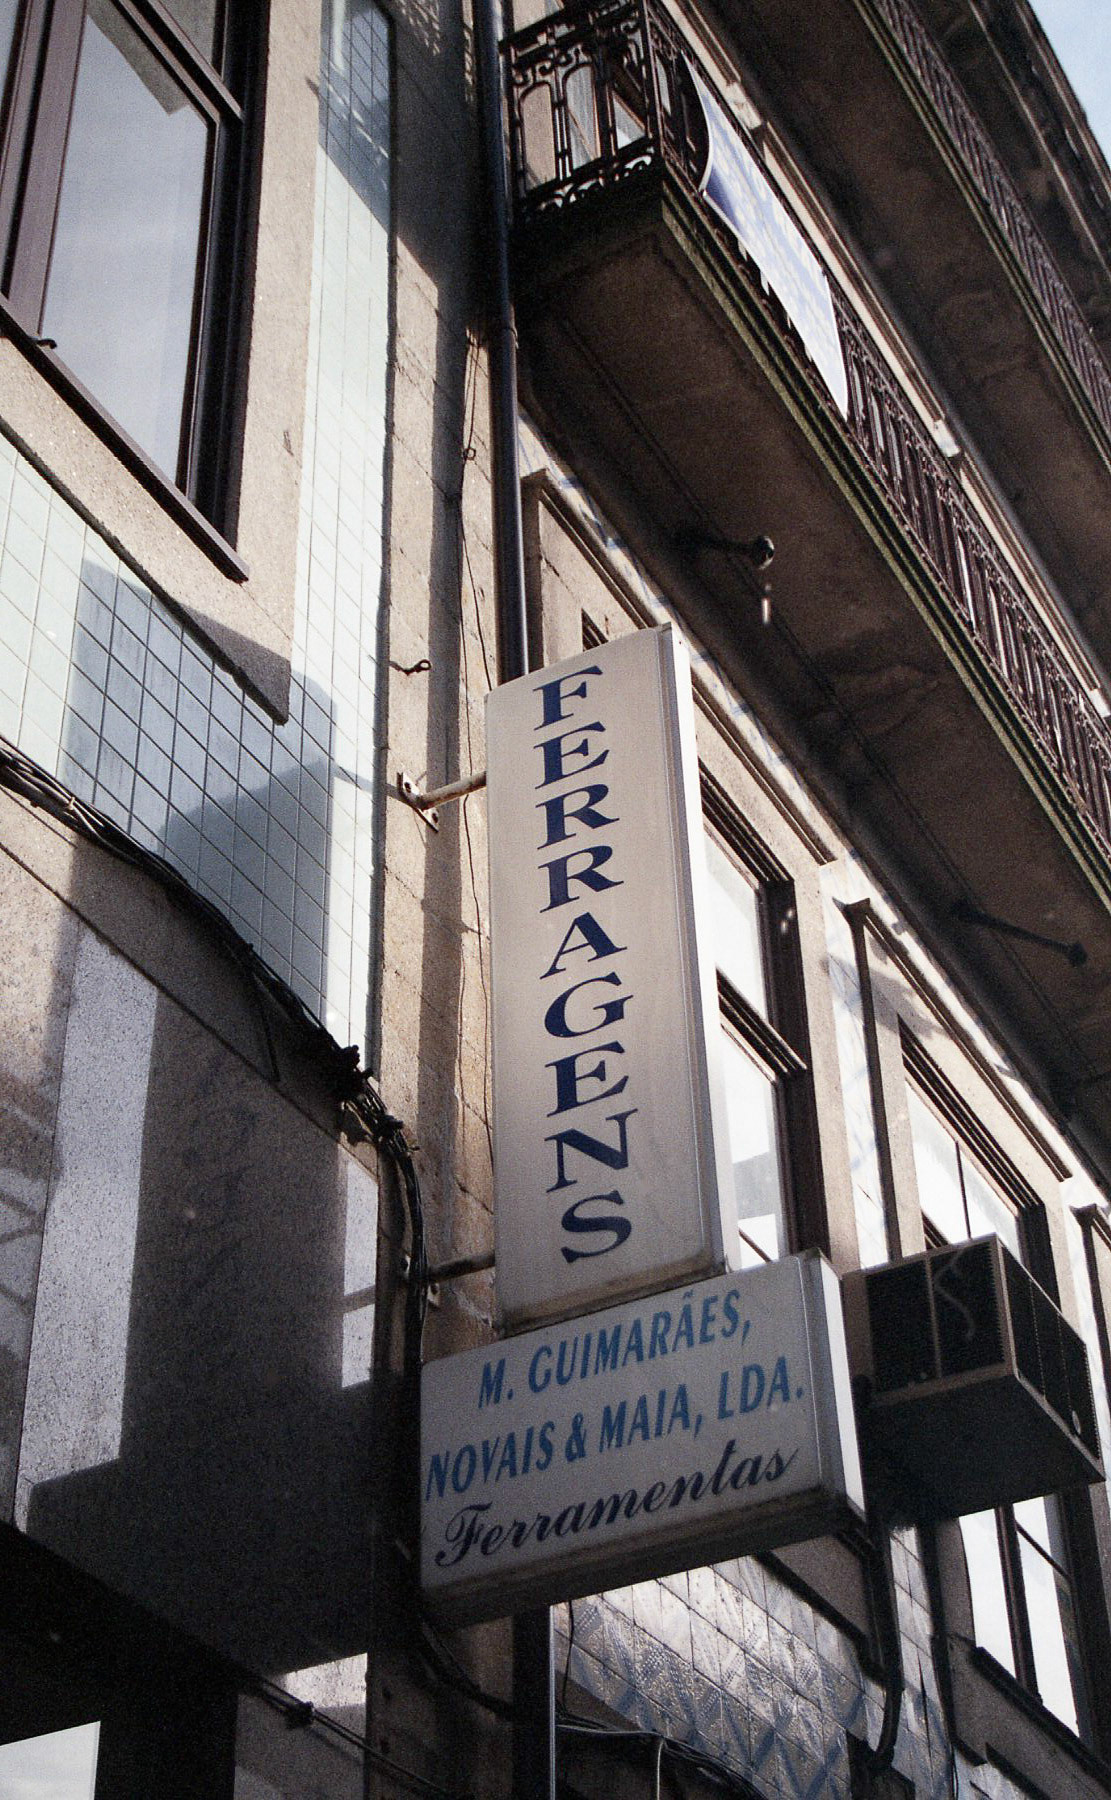 FERRAGENS
M. GUIMARÃES,
NOVAIS & MAIA, LDA.
Ferramentas